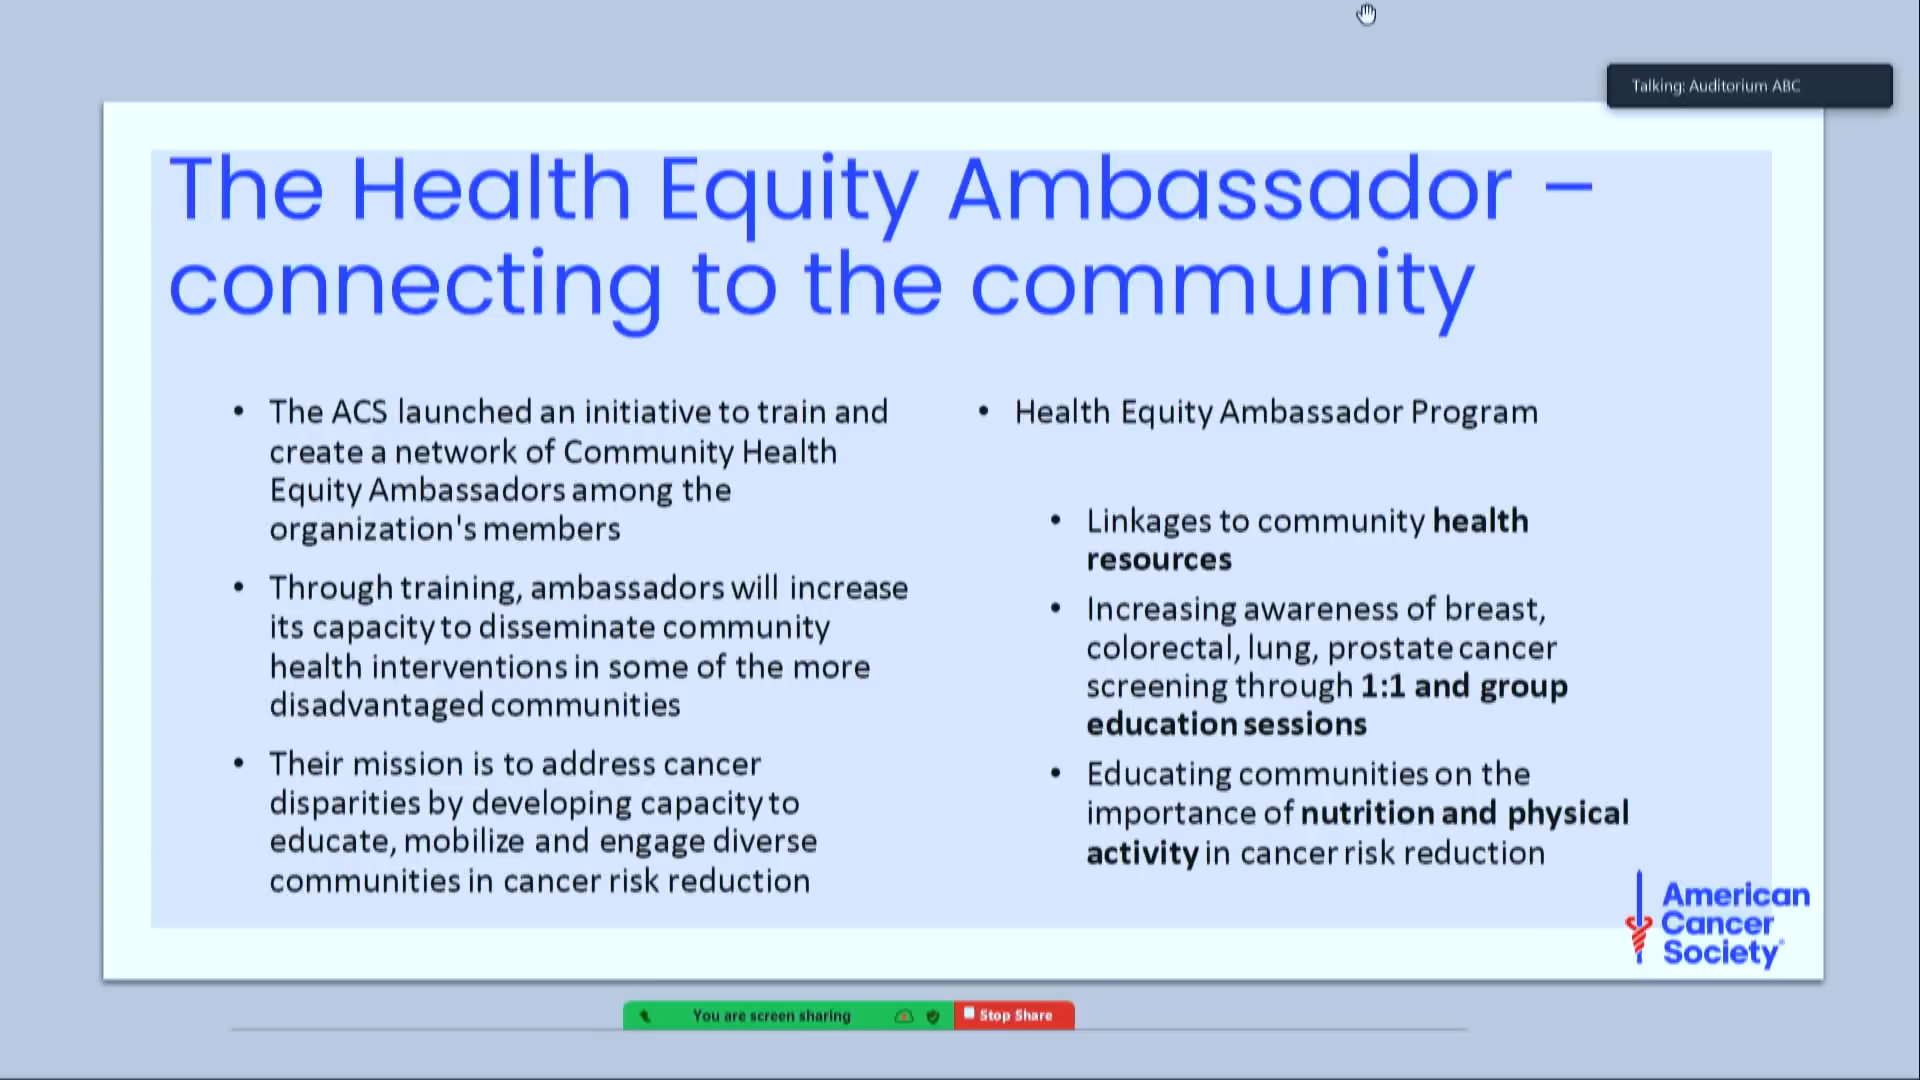 Talking: Auditorium ABC
The Health Equity Ambassador –
connecting to the community
• The ACS launched an initiative to train and
create a network of Community Health
Equity Ambassadors among the
organization's members
• Through training, ambassadors will increase
its capacity to disseminate community
health interventions in some of the more
disadvantaged communities
• Their mission is to address cancer
disparities by developing capacity to
educate, mobilize and engage diverse
communities in cancer risk reduction
• Health Equity Ambassador Program
• Linkages to community health
resources
• Increasing awareness of breast,
colorectal, lung, prostate cancer
screening through 1:1 and group
education sessions
• Educating communities on the
importance of nutrition and physical
activity in cancer risk reduction
American
Cancer
Society
You are screen sharing
Stop Share